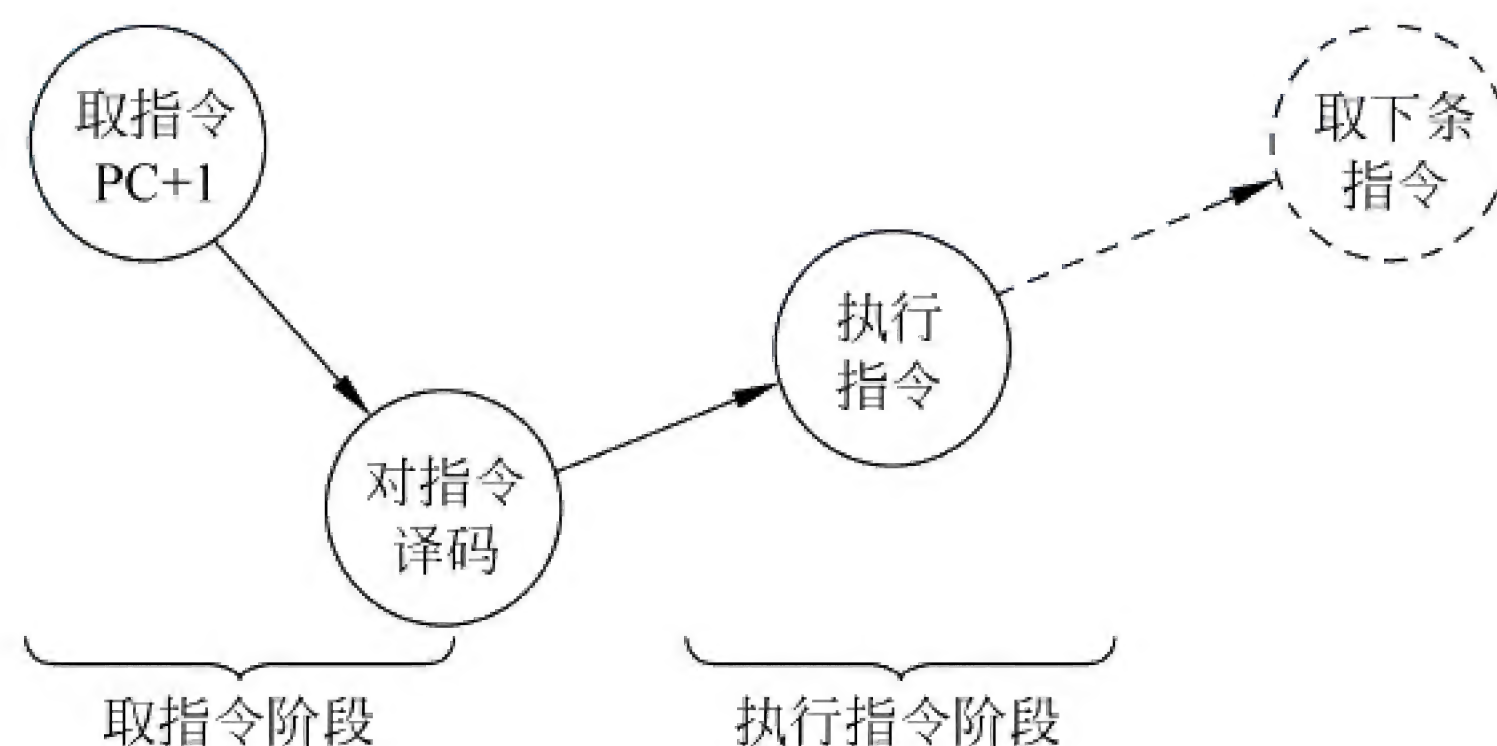 取指令
PC+1
取下条
指令
执行
指令
对指令
译码
取指令阶段
执行指令阶段